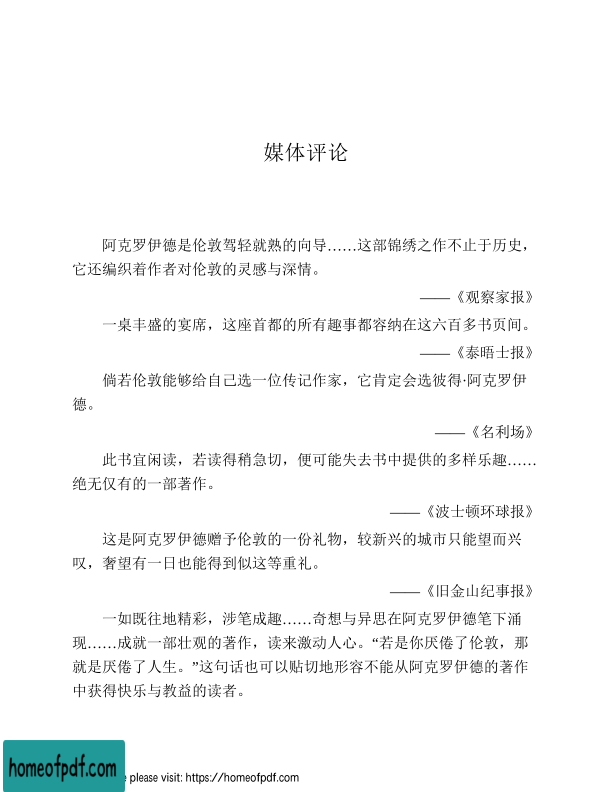 媒体评论
阿克罗伊德是伦敦驾轻就熟的向导……这部锦绣之作不止于历史，
它还编织着作者对伦敦的灵感与深情。
——《观察家报》
一桌丰盛的宴席，这座首都的所有趣事都容纳在这六百多书页间。
——《泰晤士报》
倘若伦敦能够给自己选一位传记作家，它肯定会选彼得·阿克罗伊
德。
——《名利场》
此书宜闲读，若读得稍急切，便可能失去书中提供的多样乐趣……
绝无仅有的一部著作。
——《波士顿环球报》
这是阿克罗伊德赠予伦敦的一份礼物，较新兴的城市只能望而兴
叹，奢望有一日也能得到似这等重礼。
——《旧金山纪事报》
一如既往地精彩，涉笔成趣……奇想与异思在阿克罗伊德笔下涌
现……成就一部壮观的著作，读来激动人心。“若是你厌倦了伦敦，那
就是厌倦了人生。”这句话也可以贴切地形容不能从阿克罗伊德的著作
中获得快乐与教益的读者。
homeofpdf.com
please visit: https://homeofpdf.com